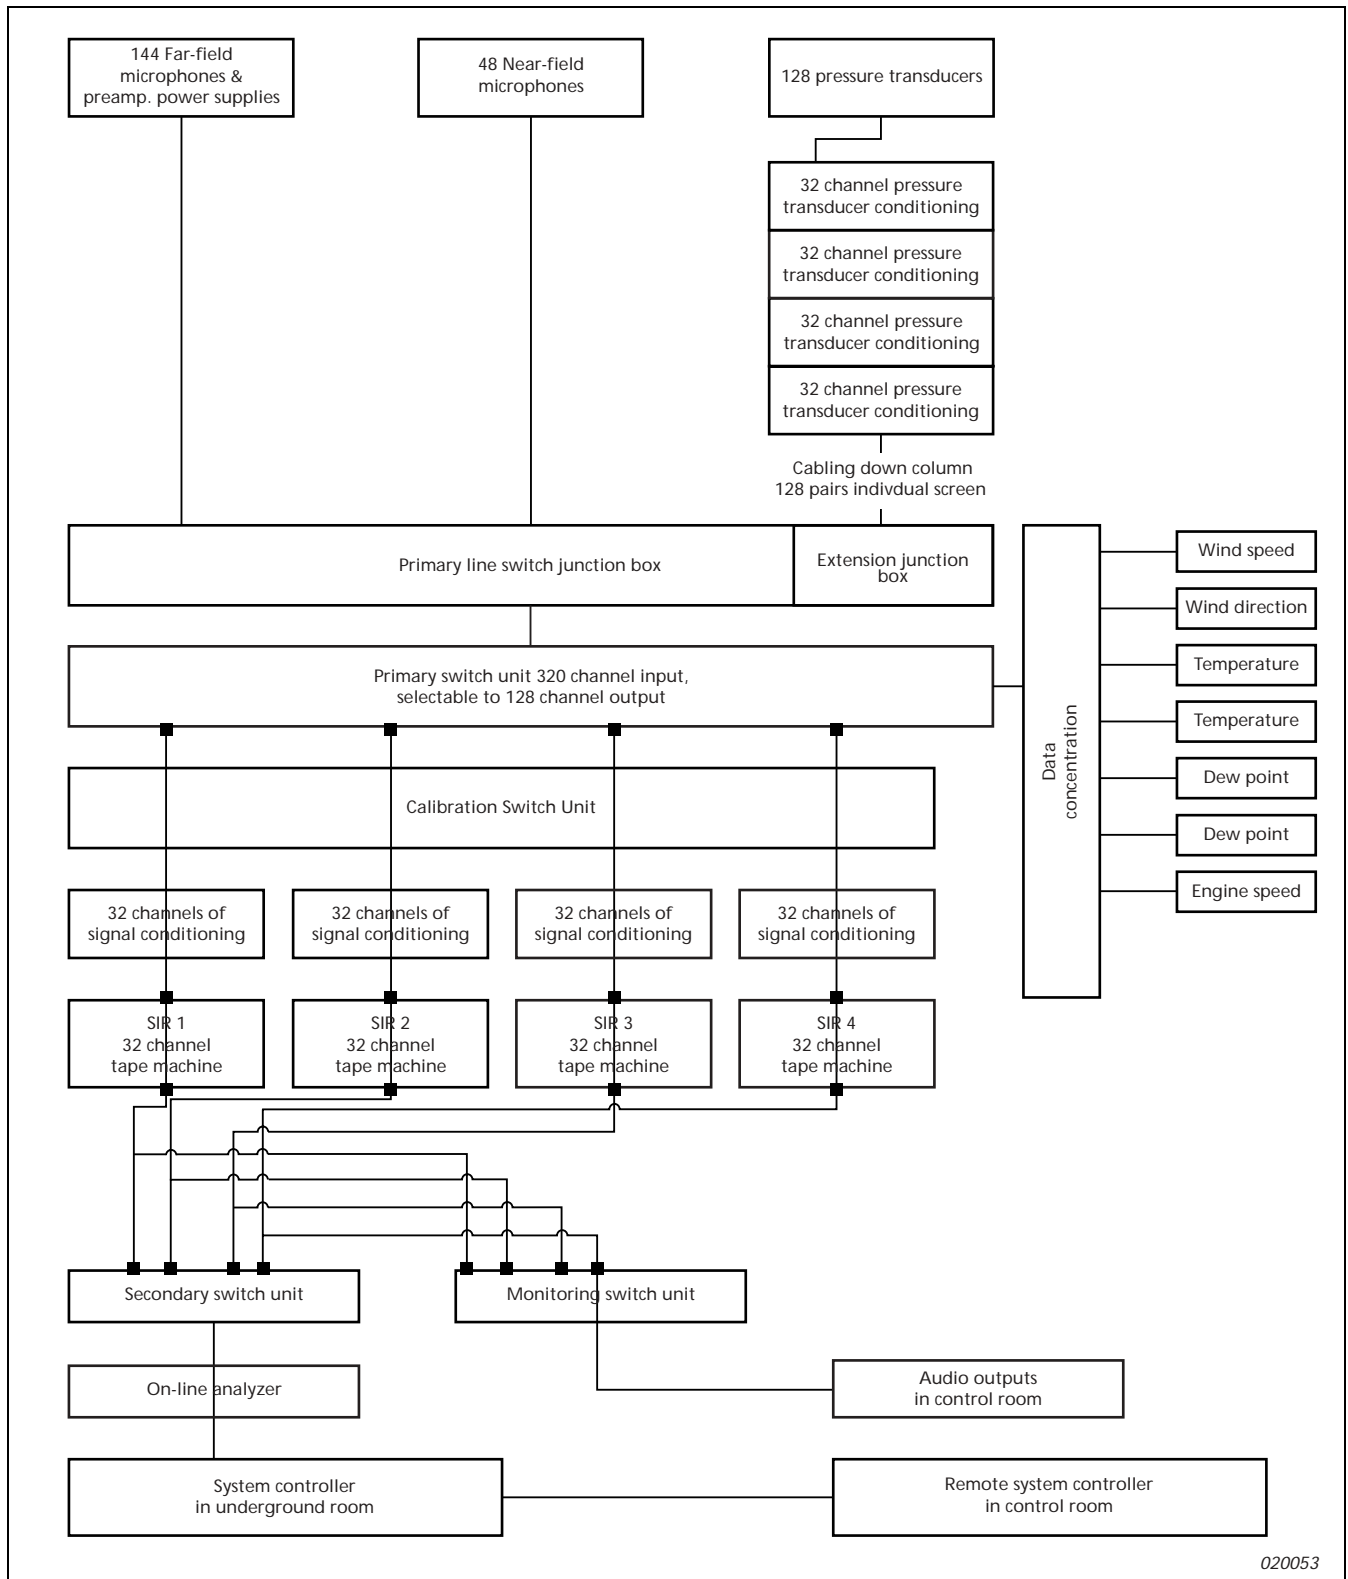 144 Far-field
microphones &
preamp. power supplies
48 Near-field
microphones
128 pressure transducers
32 channel pressure
transducer conditioning
32 channel pressure
transducer conditioning
32 channel pressure
transducer conditioning
32 channel pressure
transducer conditioning
Cabling down column
128 pairs indivdual screen
Primary line switch junction box
Extension junction
box
Primary switch unit 320 channel input,
selectable to 128 channel output
Data
concentration
Wind speed
Wind direction
Temperature
Temperature
Dew point
Dew point
Engine speed
Calibration Switch Unit
32 channels of
signal conditioning
32 channels of
signal conditioning
32 channels of
signal conditioning
32 channels of
signal conditioning
SIR 1
32 channel
tape machine
SIR 2
32 channel
tape machine
SIR 3
32 channel
tape machine
SIR 4
32 channel
tape machine
Secondary switch unit
Monitoring switch unit
On-line analyzer
Audio outputs
in control room
System controller
in underground room
Remote system controller
in control room
020053